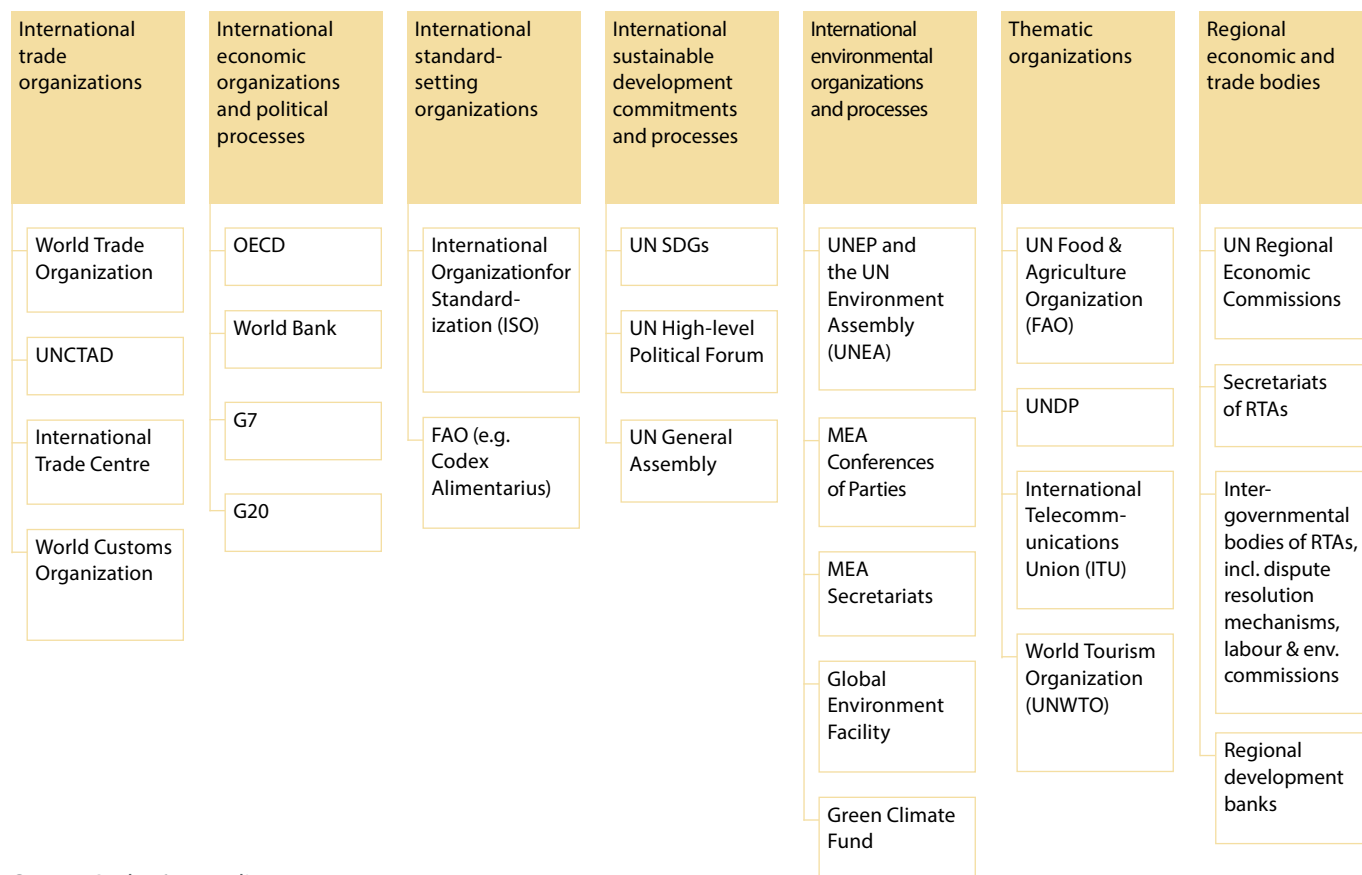 International
trade
organizations
World Trade
Organization
UNCTAD
International
Trade Centre
World Customs
Organization
International
economic
organizations
and political
processes
OECD
World Bank
G7
G20
International
standard-
setting
organizations
International
Organizationfor
Standard-
ization (ISO)
FAO (e.g.
Codex
Alimentarius)
International
sustainable
development
commitments
and processes
UN SDGs
UN High-level
Political Forum
UN General
Assembly
International
environmental
organizations
and processes
UNEP and
the UN
Environment
Assembly
(UNEA)
MEA
Conferences
of Parties
MEA
Secretariats
Global
Environment
Facility
Green Climate
Fund
Thematic
organizations
UN Food &
Agriculture
Organization
(FAO)
UNDP
International
Telecomm-
unications
Union (ITU)
World Tourism
Organization
(UNWTO)
Regional
economic and
trade bodies
UN Regional
Economic
Commissions
Secretariats
of RTAs
Inter-
governmental
bodies of RTAs,
incl. dispute
resolution
mechanisms,
labour & env.
commissions
Regional
development
banks